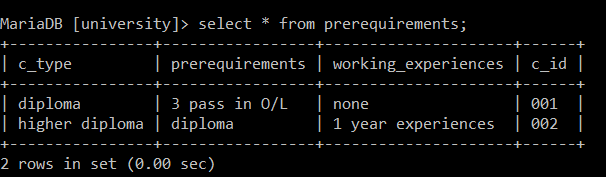 MariaDB [university]> select * from prerequirements;
+----------------+-----------------+---------------------+------+
| c_type         | prerequirements | working_experiences | c_id |
+----------------+-----------------+---------------------+------+
| diploma        | 3 pass in O/L   | none                | 001  |
| higher diploma | diploma         | 1 year experiences  | 002  |
+----------------+-----------------+---------------------+------+
2 rows in set (0.00 sec)